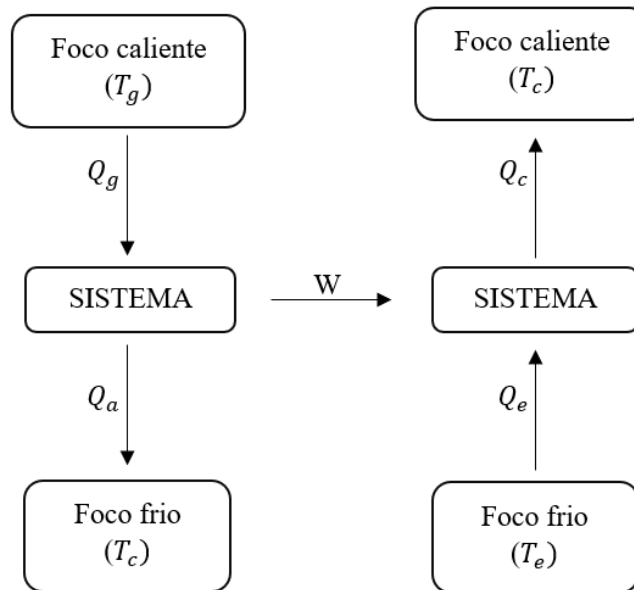 Foco caliente
(T_g)
Foco caliente
(T_c)
Q_g
Q_c
SISTEMA
W
SISTEMA
Q_a
Q_e
Foco frio
(T_c)
Foco frio
(T_e)